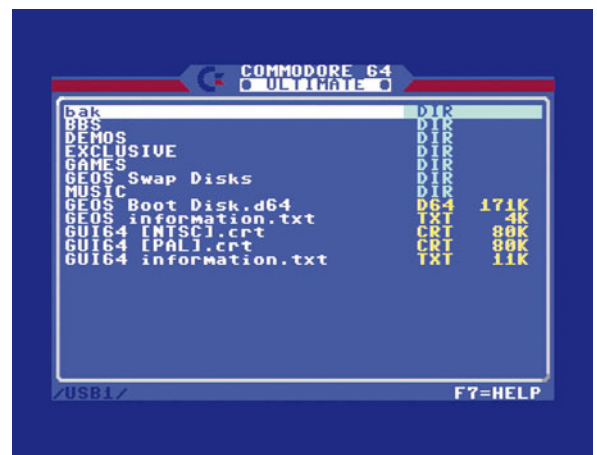 COMMODORE 64
ULTIMATE
bak DIR
BBS DIR
DEMOS DIR
EXCLUSIVE DIR
GAMES DIR
GEOS Swap Disks DIR
MUSIC DIR
GEOS Boot Disk.d64 D64 171K
GEOS information.txt TXT 4K
GUI64 [NTSC].crt CRT 80K
GUI64 [PAL].crt CRT 80K
GUI64 information.txt TXT 11K
/USB1/ F7=HELP